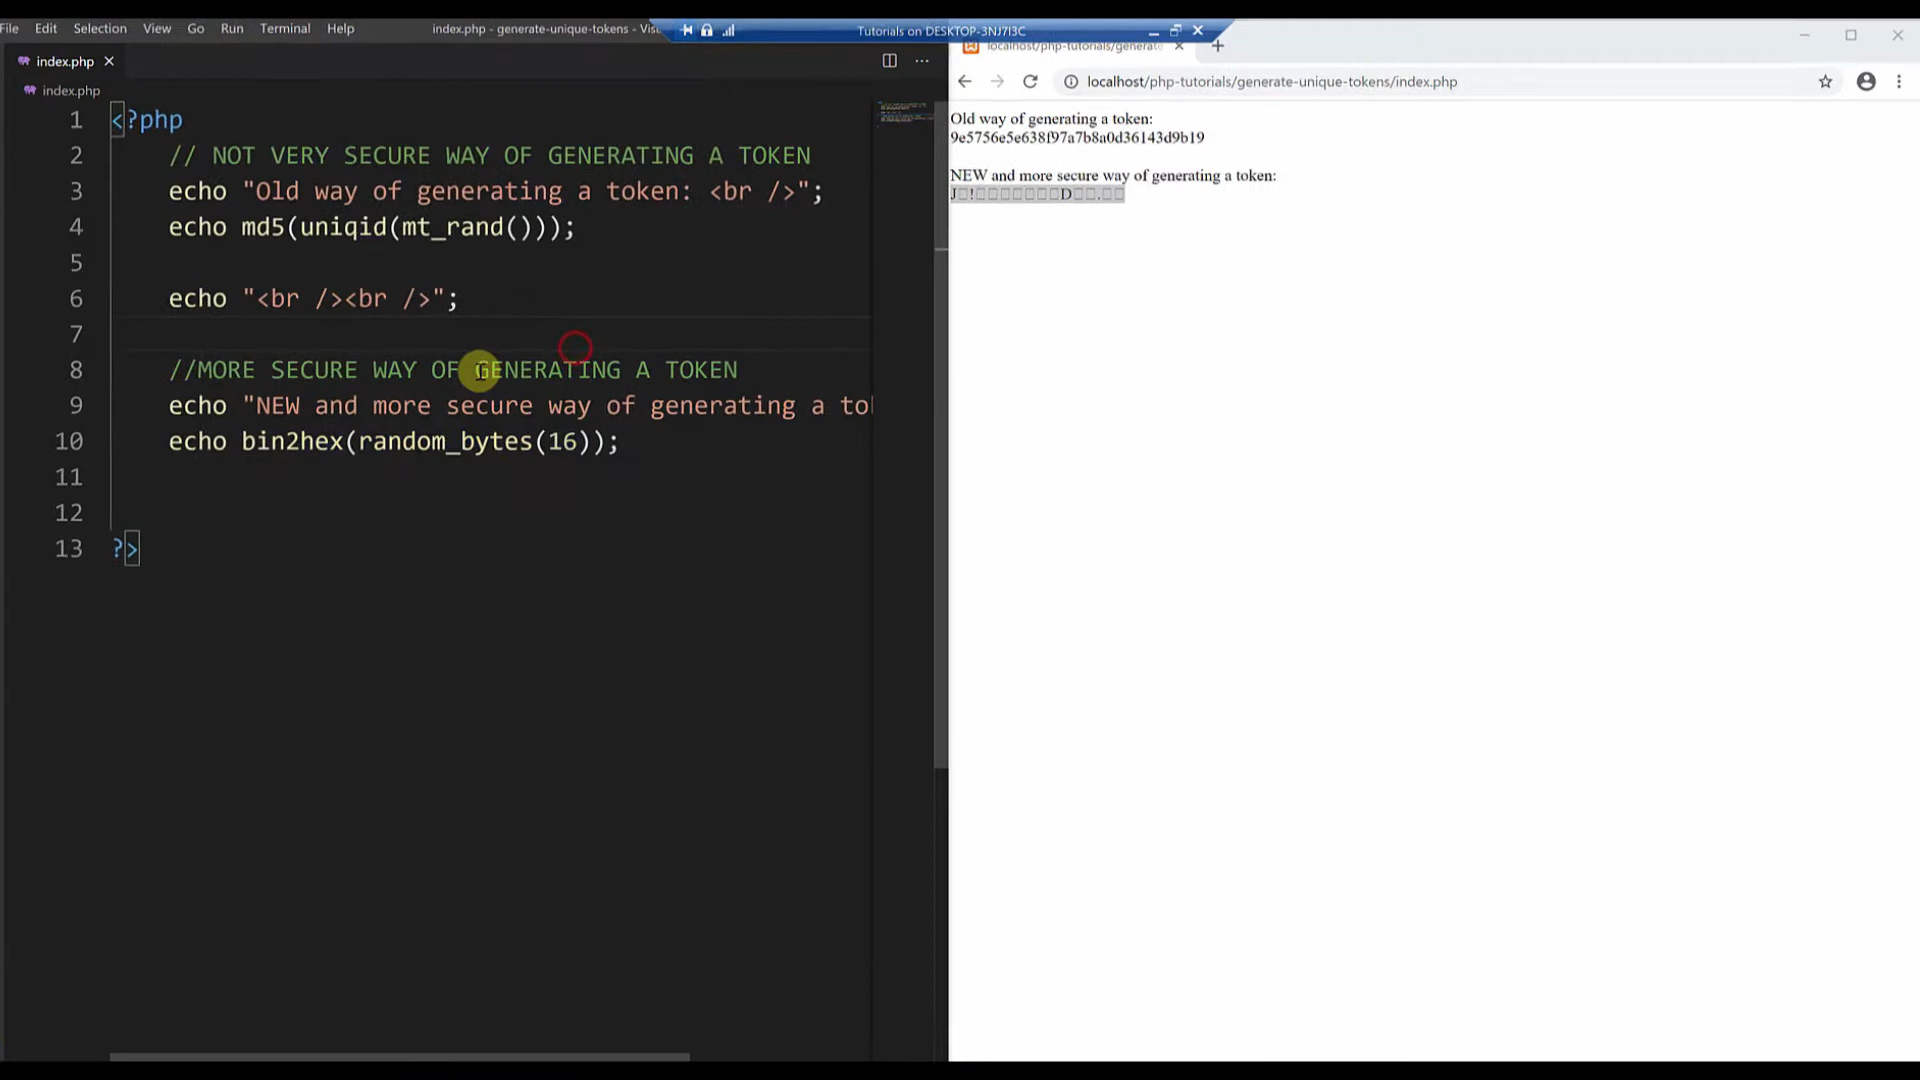 File Edit Selection View Go Run Terminal Help index.php - generate-unique-tokens - Tutorials on DESKTOP-3NJ7I3C
index.php
index.php
1 <?php
2 // NOT VERY SECURE WAY OF GENERATING A TOKEN
3 echo "Old way of generating a token: <br />";
4 echo md5(uniqid(mt_rand()));
5
6 echo "<br /><br />";
7
8 //MORE SECURE WAY OF GENERATING A TOKEN
9 echo "NEW and more secure way of generating a
10 echo bin2hex(random_bytes(16));
11
12
13 ?>
localhost/php-tutorials/generate
localhost/php-tutorials/generate-unique-tokens/index.php
Old way of generating a token:
9e5756e5e638f97a7b8a0d36143d9b19
NEW and more secure way of generating a token: